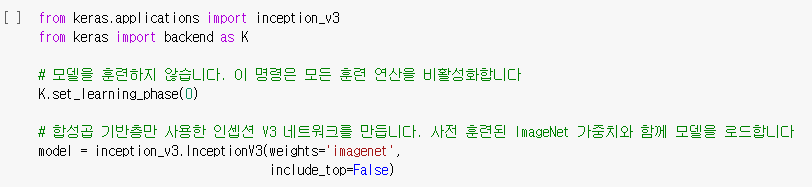 [ ] from keras.applications import inception_v3
from keras import backend as K
# 모델을 훈련하지 않습니다. 이 명령은 모든 훈련 연산을 비활성화합니다
K.set_learning_phase(0)
# 합성곱 기반층만 사용한 인셉션 V3 네트워크를 만듭니다. 사전 훈련된 ImageNet 가중치와 함께 모델을 로드합니다
model = inception_v3.InceptionV3(weights='imagenet',
include_top=False)